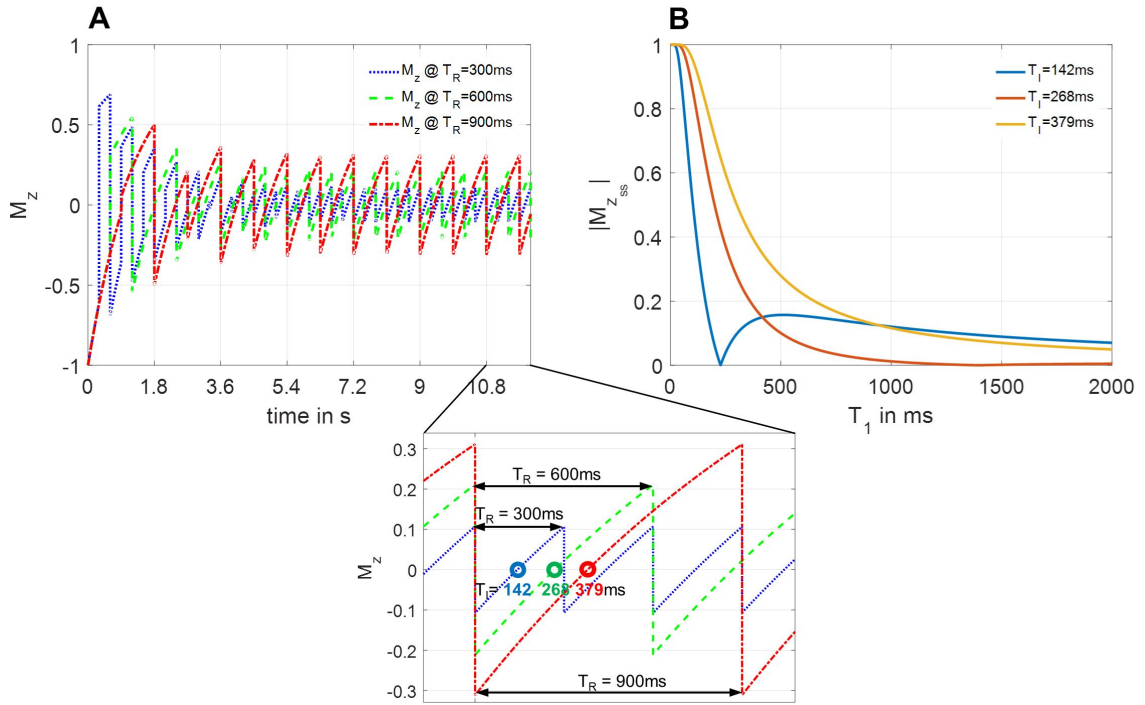 A
1
0.5
0
-0.5
-1
M_z
M_z @ T_R=300ms
M_z @ T_R=600ms
M_z @ T_R=900ms
0 1.8 3.6 5.4 7.2 9 10.8
time in s
B
1
0.8
0.6
0.4
0.2
0
|M_z_ss|
T_I=142ms
T_I=268ms
T_I=379ms
0 500 1000 1500 2000
T_1 in ms
0.3
0.2
0.1
0
-0.1
-0.2
-0.3
M_z
T_R = 600ms
T_R = 300ms
T_I= 142 268 379ms
T_R = 900ms